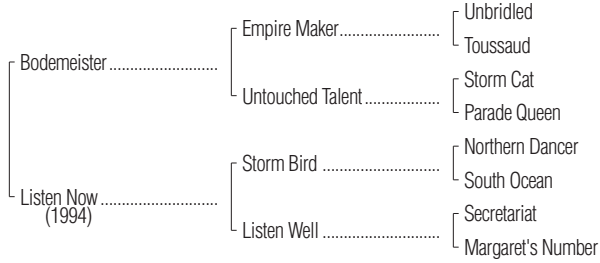 Unbridled
Empire Maker....................
Toussaud
Bodemeister..........................
Storm Cat
Untouched Talent..................
Parade Queen
Northern Dancer
Storm Bird............................
South Ocean
Listen Now............................
(1994)
Secretariat
Listen Well............................
Margaret's Number